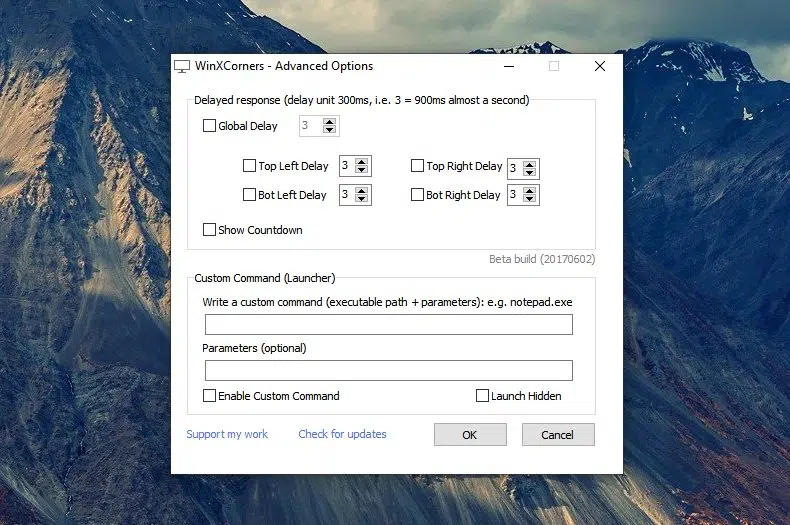 WinXCorners - Advanced Options
Delayed response (delay unit 300ms, i.e. 3 = 900ms almost a second)
Global Delay 3
Top Left Delay 3 Top Right Delay 3
Bot Left Delay 3 Bot Right Delay 3
Show Countdown
Beta build (20170602)
Custom Command (Launcher)
Write a custom command (executable path + parameters): e.g. notepad.exe
Parameters (optional)
Enable Custom Command Launch Hidden
Support my work Check for updates OK Cancel